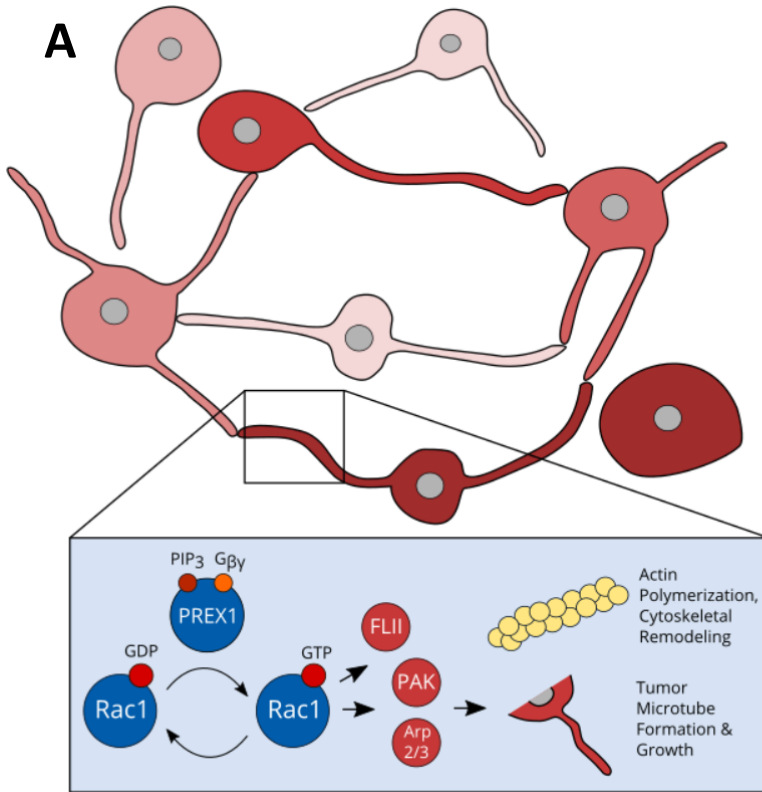 A
PIP3 Gβγ
PREX1
GDP
Rac1
GTP
Rac1
FLII
PAK
Arp
2/3
Actin
Polymerization,
Cytoskeletal
Remodeling
Tumor
Microtube
Formation &
Growth